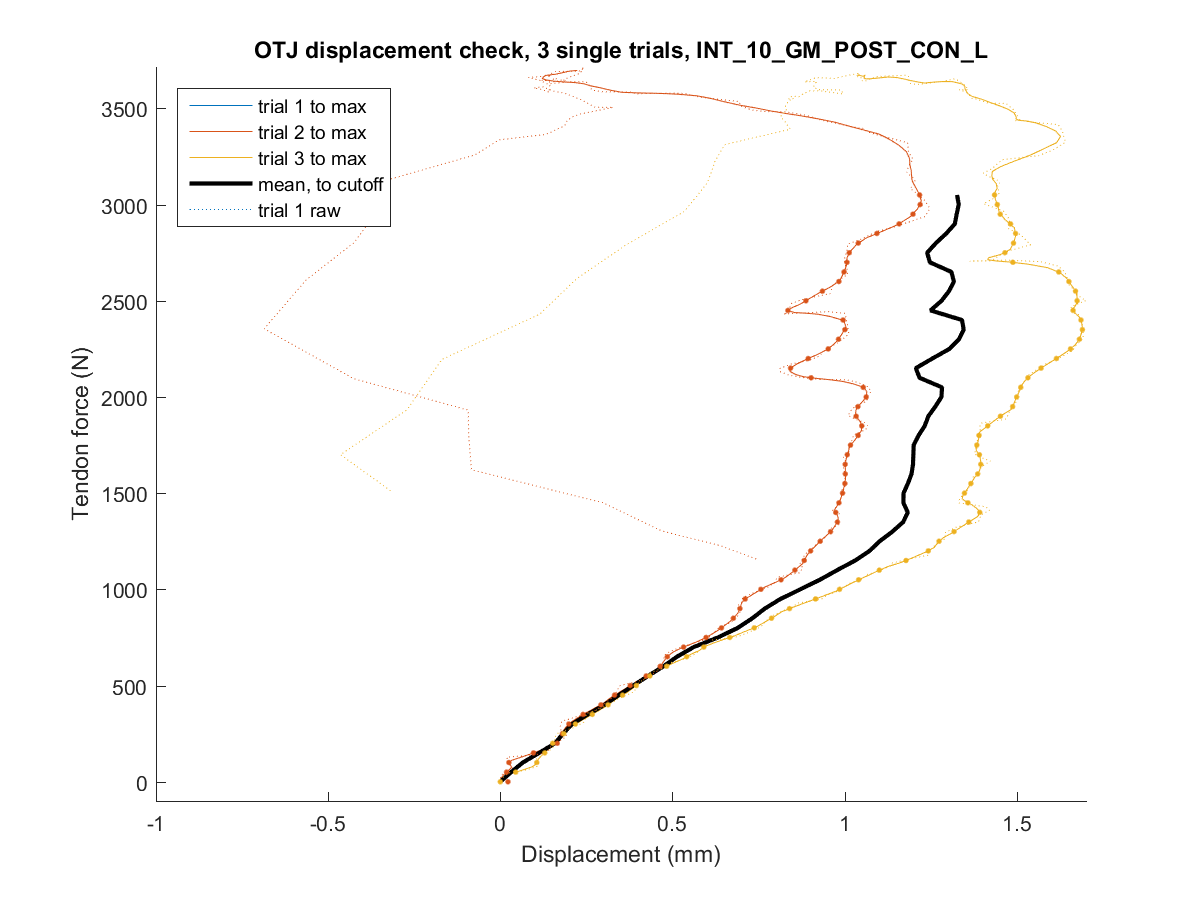 OTJ displacement check, 3 single trials, INT_10_GM_POST_CON_L
trial 1 to max
trial 2 to max
trial 3 to max
mean, to cutoff
trial 1 raw
Tendon force (N)
3500
3000
2500
2000
1500
1000
500
0
-1
-0.5
0
0.5
1
1.5
Displacement (mm)